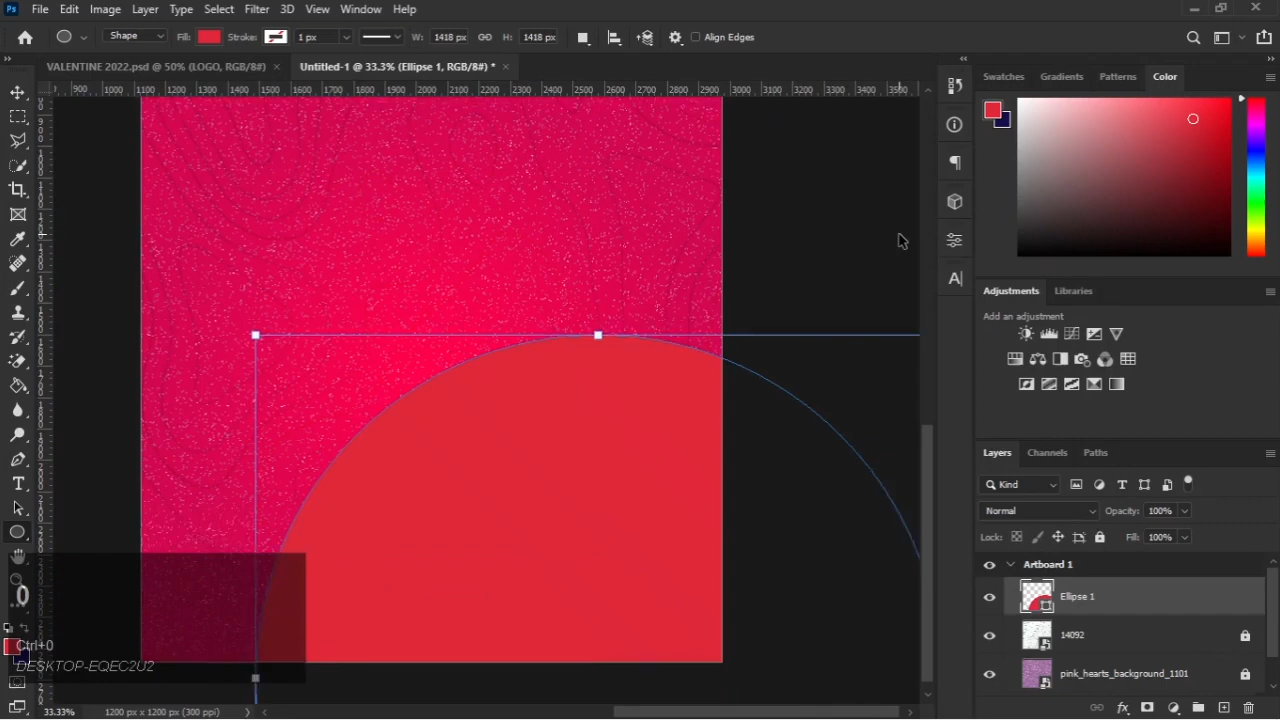 Ps File Edit Image Layer Type Select Filter 3D View Window Help
Shape Fill: Stroke: 1 px W: 1418 px H: 1418 px Align Edges
VALENTINE 2022.psd @ 50% (LOGO, RGB/8#) × Untitled-1 @ 33.3% (Ellipse 1, RGB/8#) * ×
900 1000 1100 1200 1300 1400 1500 1600 1700 1800 1900 2000 2100 2200 2300 2400 2500 2600 2700 2800 2900 3000 3100 3200 3300 3400 3500
Swatches Gradients Patterns Color
Adjustments Libraries
Add an adjustment
Layers Channels Paths
Kind
Normal Opacity: 100%
Lock: Fill: 100%
Artboard 1
Ellipse 1
14092
pink_hearts_background_1101
0
Ctrl+0
DESKTOP-EQEC2U2
33.33% 1200 px x 1200 px (300 ppi)